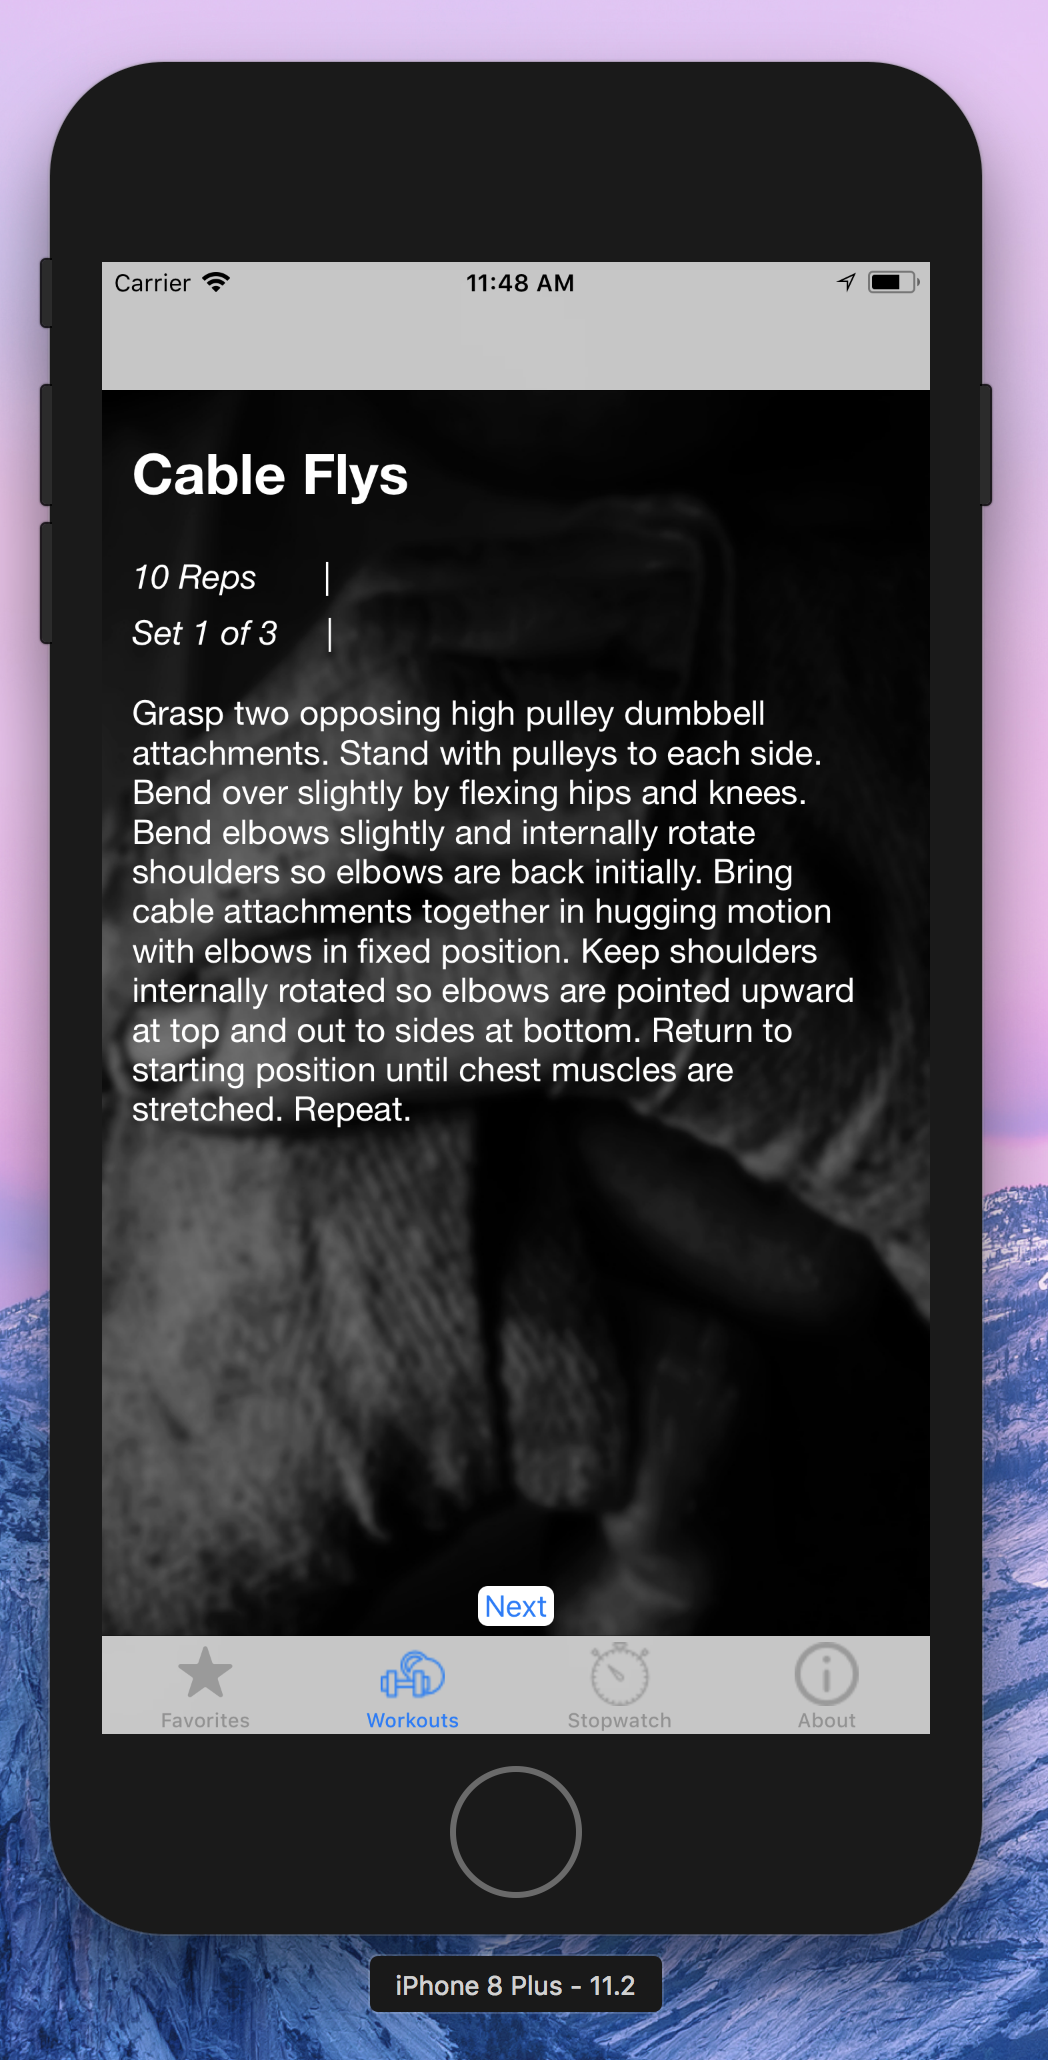 Carrier 11:48 AM
Cable Flys
10 Reps |
Set 1 of 3 |
Grasp two opposing high pulley dumbbell
attachments. Stand with pulleys to each side.
Bend over slightly by flexing hips and knees.
Bend elbows slightly and internally rotate
shoulders so elbows are back initially. Bring
cable attachments together in hugging motion
with elbows in fixed position. Keep shoulders
internally rotated so elbows are pointed upward
at top and out to sides at bottom. Return to
starting position until chest muscles are
stretched. Repeat.
Next
Favorites Workouts Stopwatch About
iPhone 8 Plus - 11.2